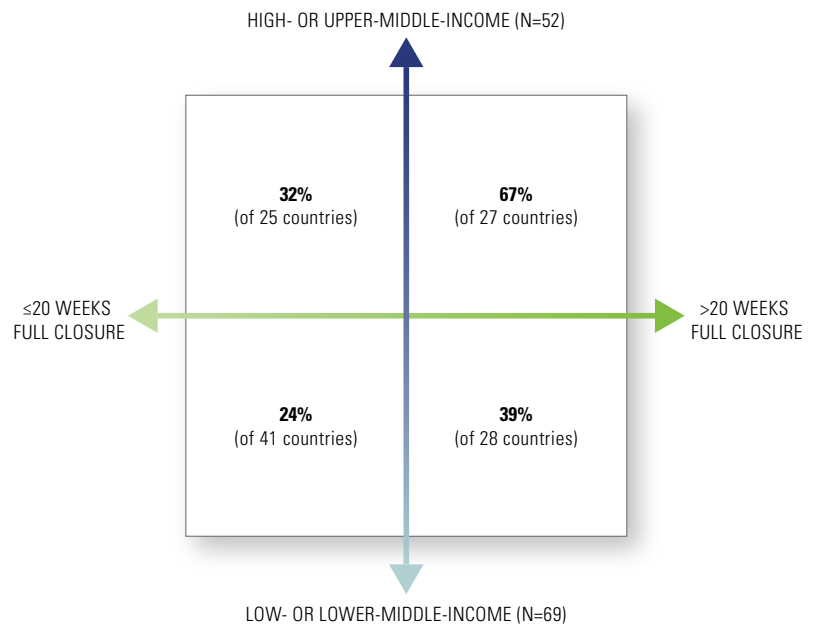 HIGH- OR UPPER-MIDDLE-INCOME (N=52)
32%
(of 25 countries)
67%
(of 27 countries)
≤20 WEEKS
FULL CLOSURE
>20 WEEKS
FULL CLOSURE
24%
(of 41 countries)
39%
(of 28 countries)
LOW- OR LOWER-MIDDLE-INCOME (N=69)